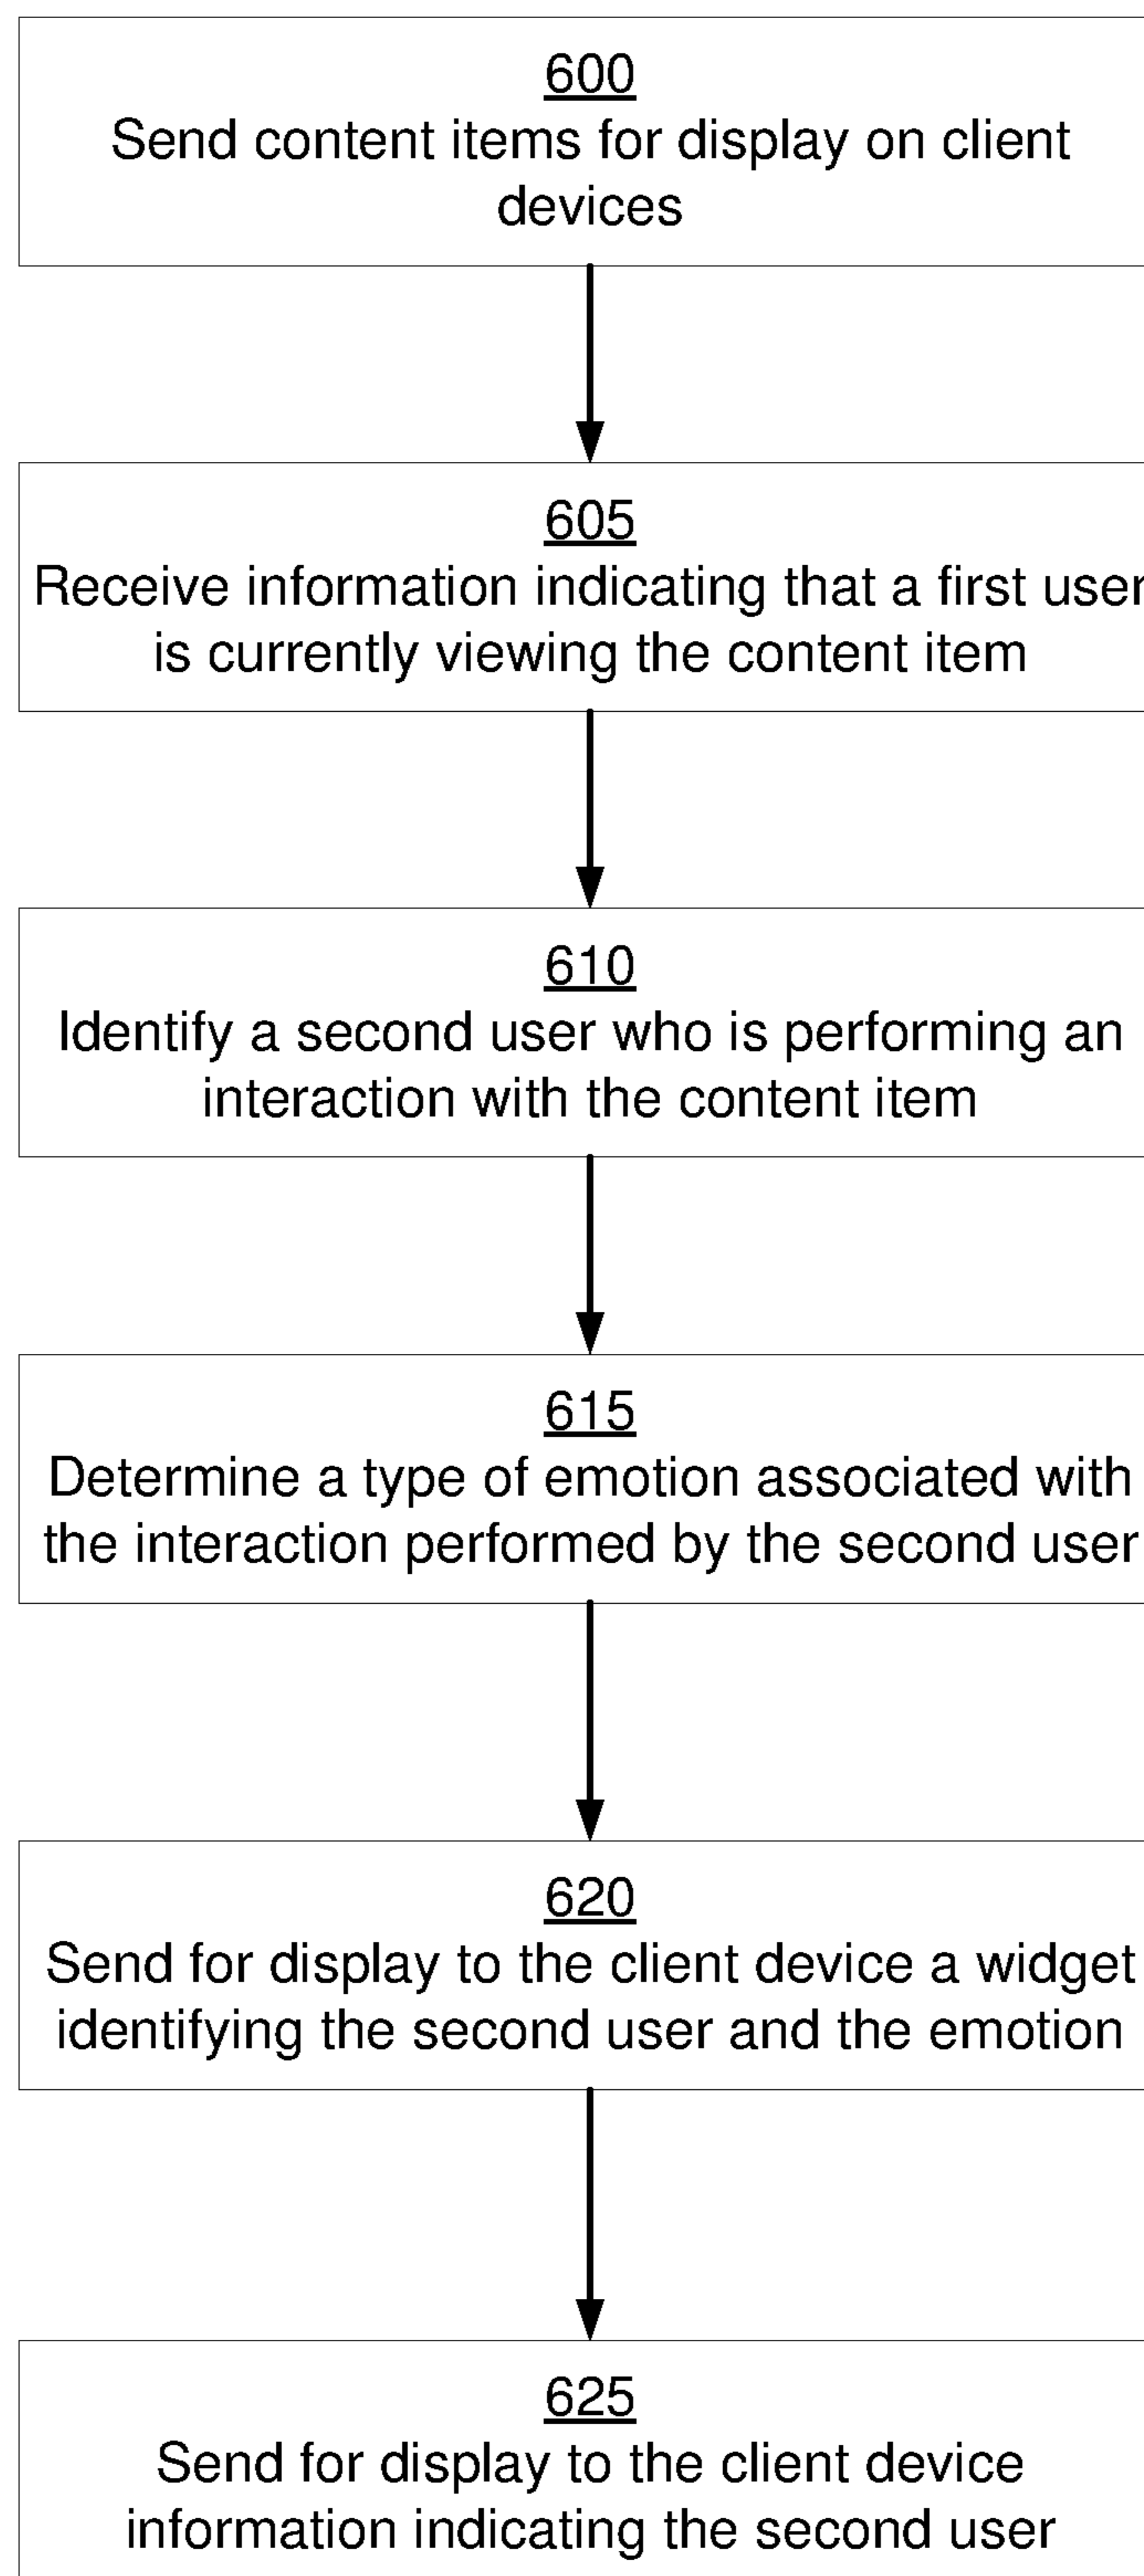 600
Send content items for display on client
devices
605
Receive information indicating that a first user
is currently viewing the content item
610
Identify a second user who is performing an
interaction with the content item
615
Determine a type of emotion associated with
the interaction performed by the second user
620
Send for display to the client device a widget
identifying the second user and the emotion
625
Send for display to the client device
information indicating the second user